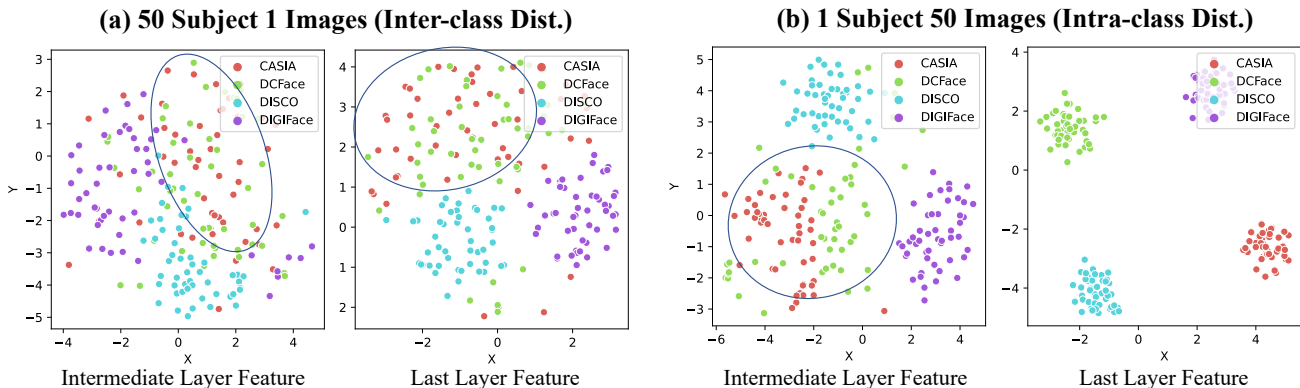 (a) 50 Subject 1 Images (Inter-class Dist.)
3
2
1
0
−1
−2
−3
−4
−5
Y
−4 −2 0 2 4
X
CASIA
DCFace
DISCO
DIGIFace
Intermediate Layer Feature
4
3
2
1
0
1
2
−2 0 2
X
CASIA
DCFace
DISCO
DIGIFace
Last Layer Feature
(b) 1 Subject 50 Images (Intra-class Dist.)
5
4
3
2
1
0
−1
−2
−3
Y
−6 −4 −2 0 2 4
X
CASIA
DCFace
DISCO
DIGIFace
Intermediate Layer Feature
4
2
0
−2
−4
−2 0 2 4
X
CASIA
DCFace
DISCO
DIGIFace
Last Layer Feature